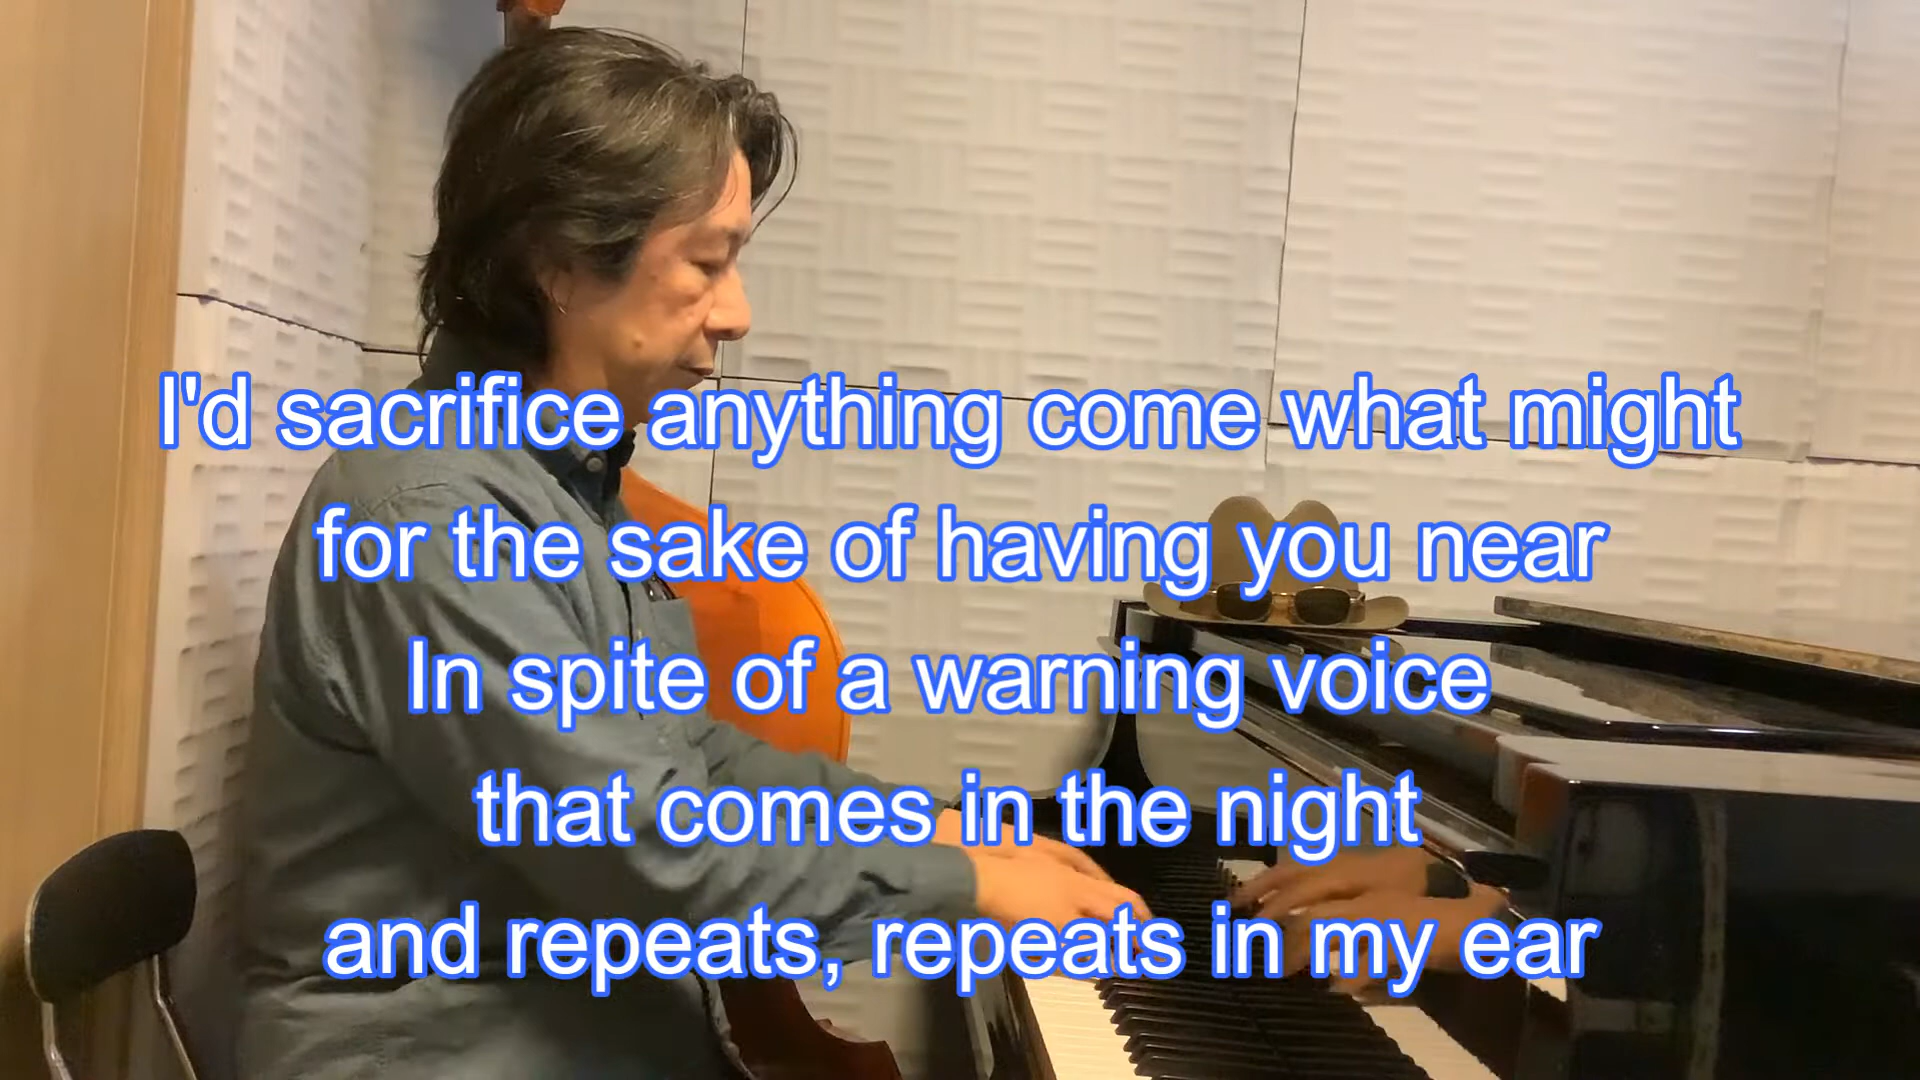 I'd sacrifice anything come what might
for the sake of having you near
In spite of a warning voice
that comes in the night
and repeats, repeats in my ear